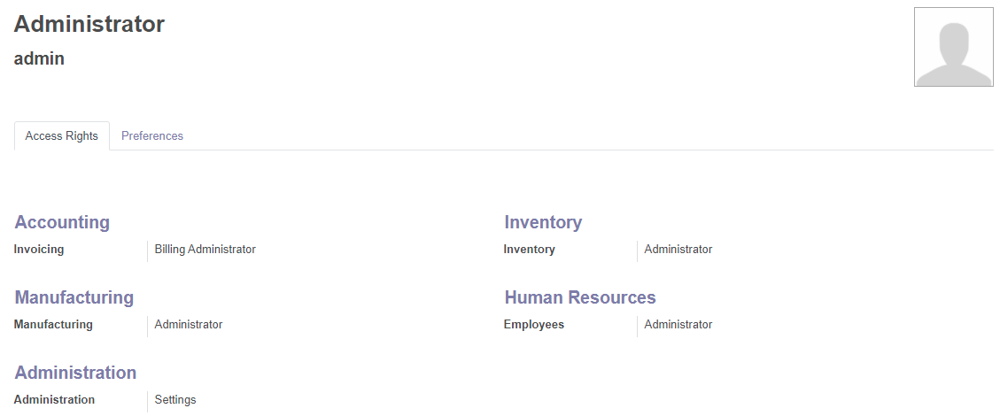 Administrator
admin
Access Rights Preferences
Accounting
Invoicing Billing Administrator
Inventory
Inventory Administrator
Manufacturing
Manufacturing Administrator
Human Resources
Employees Administrator
Administration
Administration Settings